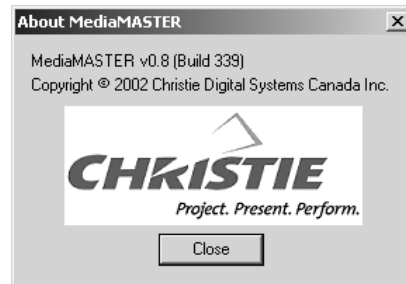 About MediaMASTER
MediaMASTER v0.8 (Build 339)
Copyright © 2002 Christie Digital Systems Canada Inc.
CHRISTIE
Project. Present. Perform.
Close